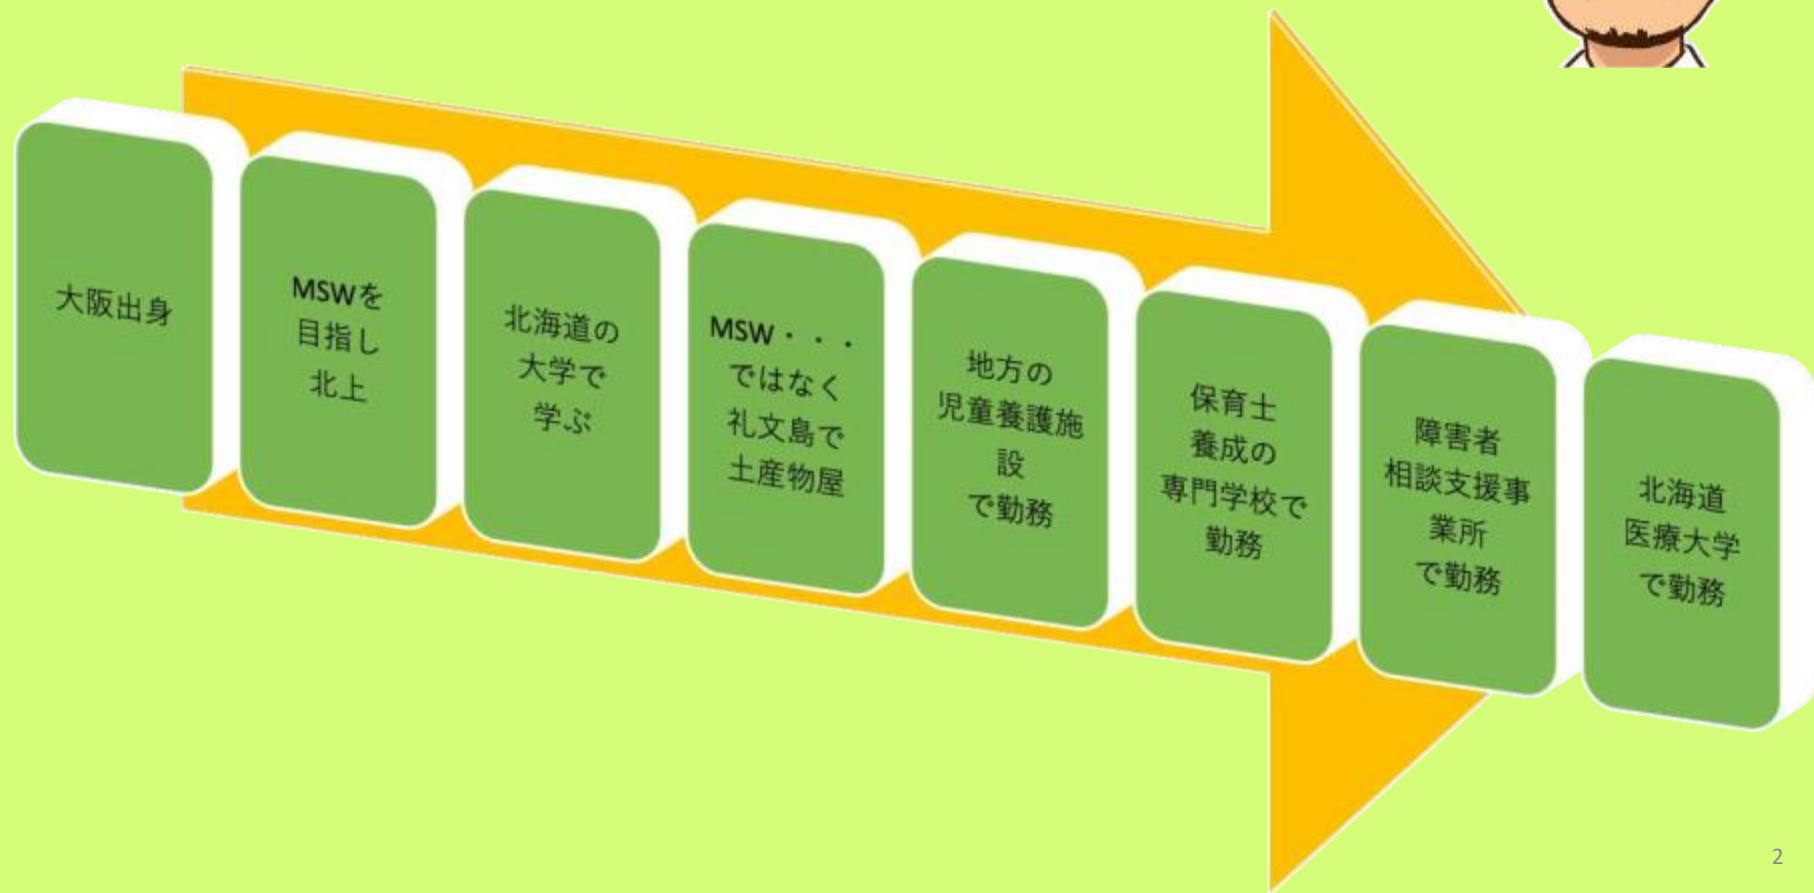 大阪出身
MSWを
目指し
北上
北海道の
大学で
学ぶ
MSW・・・
ではなく
礼文島で
土産物屋
地方の
児童養護施
設
で勤務
保育士
養成の
専門学校で
勤務
障害者
相談支援事
業所
で勤務
北海道
医療大学
で勤務
2